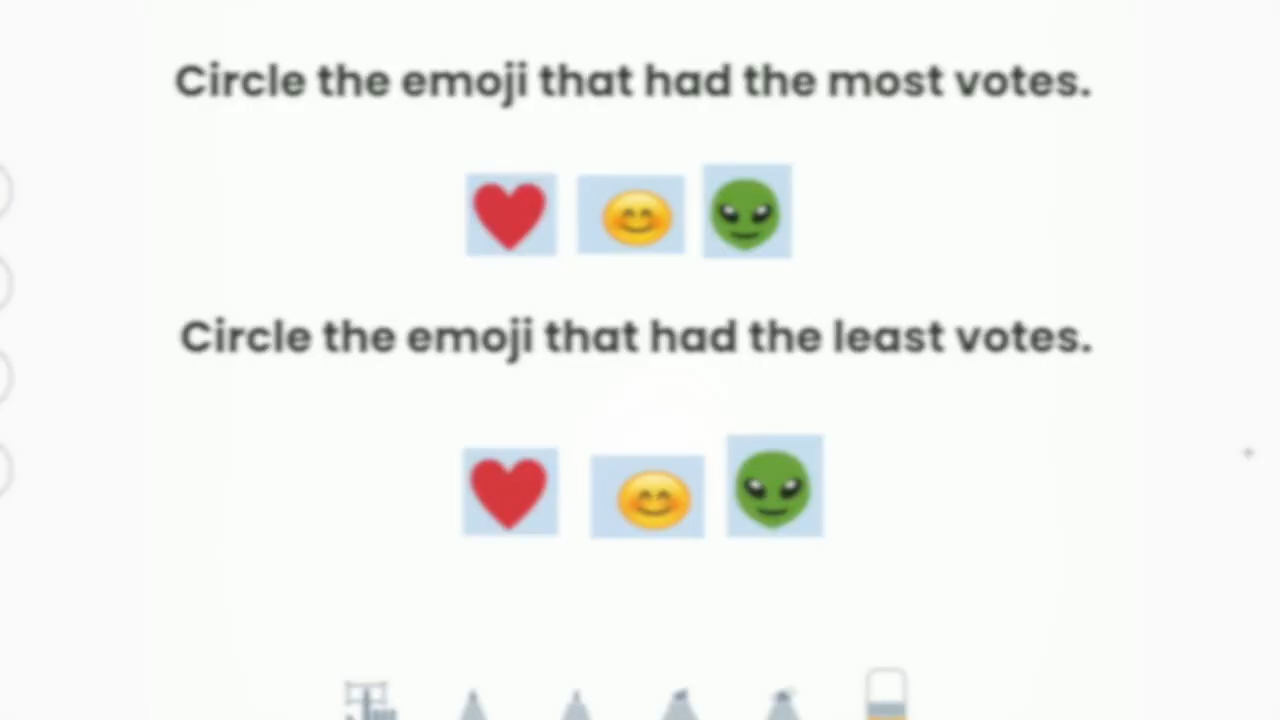 Circle the emoji that had the most votes.
Circle the emoji that had the least votes.